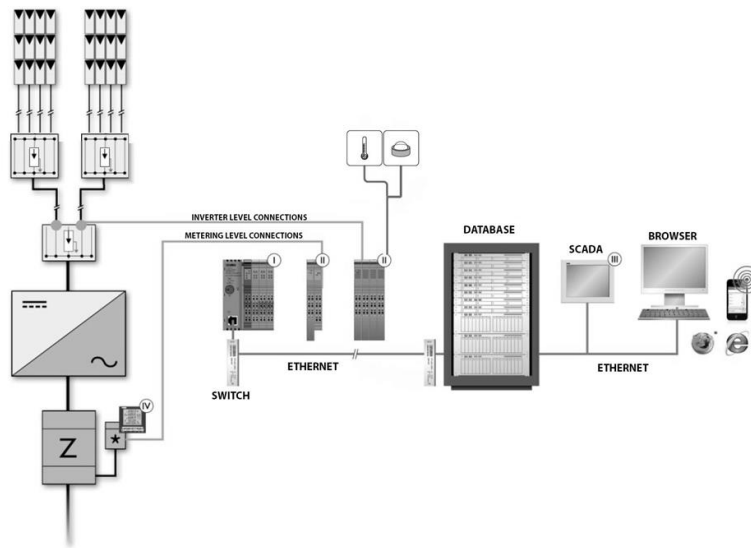 INVERTER LEVEL CONNECTIONS
METERING LEVEL CONNECTIONS
DATABASE
SCADA
BROWSER
I
II
II
III
ETHERNET
ETHERNET
SWITCH
IV
Z